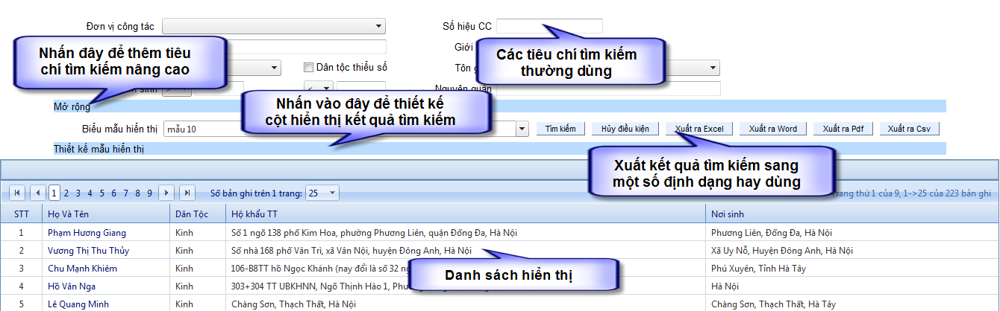 Đơn vị công tác
Số hiệu CC
Nhấn đây để thêm tiêu
chí tìm kiếm nâng cao
Giới
Các tiêu chí tìm kiếm
thường dùng
Dân tộc thiểu số
Tôn g
sinh
>
<
Nguyên quán
Mở rộng
Nhấn vào đây để thiết kế
cột hiển thị kết quả tìm kiếm
Biểu mẫu hiển thị mẫu 10
Tìm kiếm Hủy điều kiện Xuất ra Excel Xuất ra Word Xuất ra Pdf Xuất ra Csv
Thiết kế mẫu hiển thị
Xuất kết quả tìm kiếm sang
một số định dạng hay dùng
1 2 3 4 5 6 7 8 9 Số bản ghi trên 1 trang: 25
Trang thứ 1 của 9, 1->25 của 223 bản ghi
STT Họ Và Tên Dân Tộc Hộ khẩu TT Nơi sinh
1 Phạm Hương Giang Kinh Số 1 ngõ 138 phố Kim Hoa, phường Phương Liên, quận Đống Đa, Hà Nội Phương Liên, Đống Đa, Hà Nội
2 Vương Thị Thu Thủy Kinh Số nhà 168 phố Vân Trì, xã Vân Nội, huyện Đông Anh, Hà Nội Xã Uy Nỗ, Huyện Đông Anh, Hà Nội
3 Chu Mạnh Khiêm Kinh 106-B8TT hồ Ngọc Khánh (nay đổi là số 32 ng Phú Xuyên, Tỉnh Hà Tây
Danh sách hiển thị
4 Hồ Vân Nga Kinh 303+304 TT UBKHNN, Ngõ Thịnh Hào 1, Phư Hà Nội
5 Lê Quang Minh Kinh Chàng Sơn, Thạch Thất, Hà Nội Chàng Sơn, Thạch Thất, Hà Tây